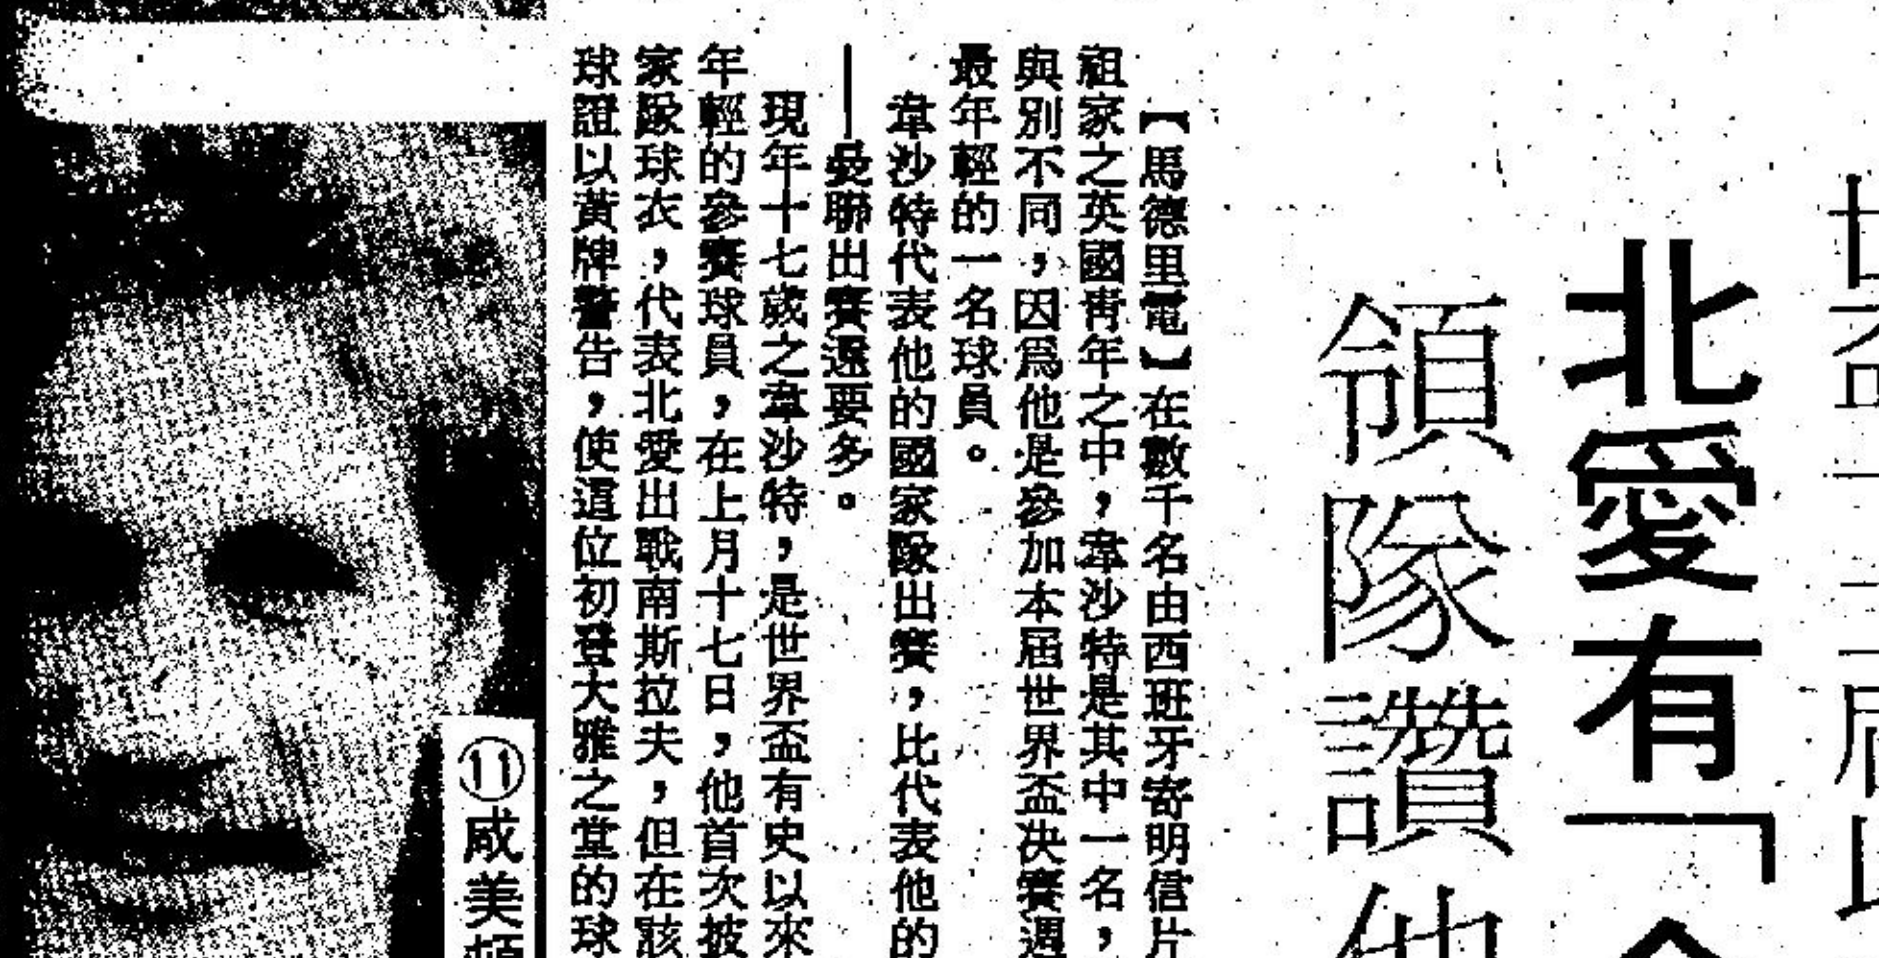 北愛有「
領隊讚他
【馬德里電】在數千名由西班牙寄明信片
祖家之英國青年之中，韋沙特是其中一名，
與別不同，因爲他是參加本屆世界盃決賽週
最年輕的一名球員。
韋沙特代表他的國家隊出賽，比代表他的
——曼聯出賽還要多。
現年十七歲之韋沙特，是世界盃有史以來
年輕的參賽球員，在上月十七日，他首次披
家隊球衣，代表北愛出戰南斯拉夫，但在該
球證以黃牌警告，使這位初登大雅之堂的球
⑪咸美頓